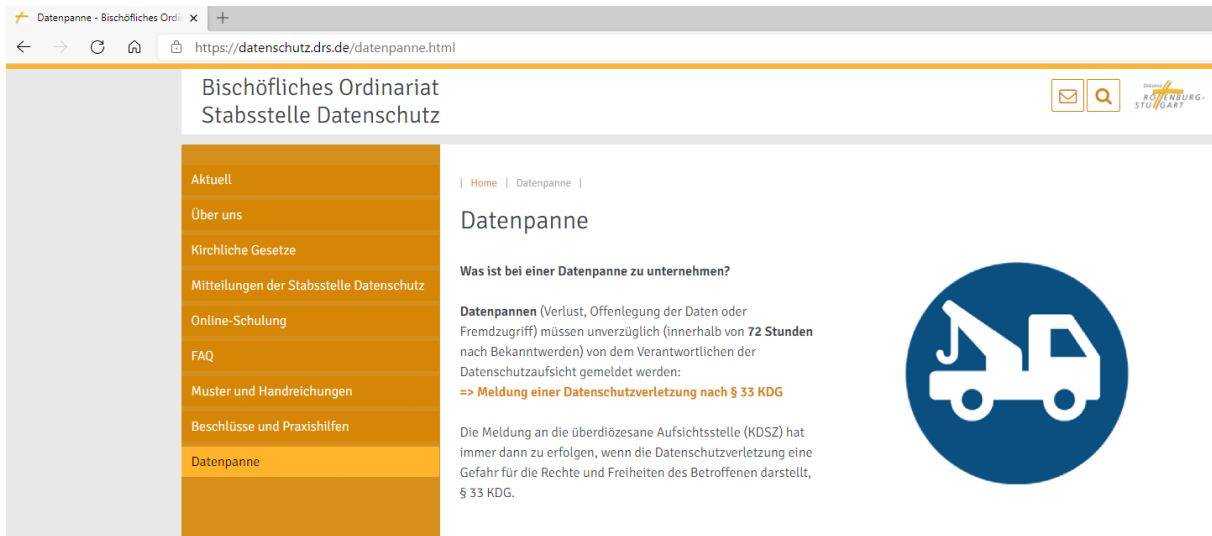 Datenpanne - Bischöfliches Ordi
https://datenschutz.drs.de/datenpanne.html
Bischöfliches Ordinariat
Stabsstelle Datenschutz
Diözese
ROTTENBURG-
STUTTGART
Aktuell
Über uns
Kirchliche Gesetze
Mitteilungen der Stabsstelle Datenschutz
Online-Schulung
FAQ
Muster und Handreichungen
Beschlüsse und Praxishilfen
Datenpanne
| Home | Datenpanne |
Datenpanne
Was ist bei einer Datenpanne zu unternehmen?
Datenpannen (Verlust, Offenlegung der Daten oder
Fremdzugriff) müssen unverzüglich (innerhalb von 72 Stunden
nach Bekanntwerden) von dem Verantwortlichen der
Datenschutzaufsicht gemeldet werden:
=> Meldung einer Datenschutzverletzung nach § 33 KDG
Die Meldung an die überdiözesane Aufsichtsstelle (KDSZ) hat
immer dann zu erfolgen, wenn die Datenschutzverletzung eine
Gefahr für die Rechte und Freiheiten des Betroffenen darstellt,
§ 33 KDG.